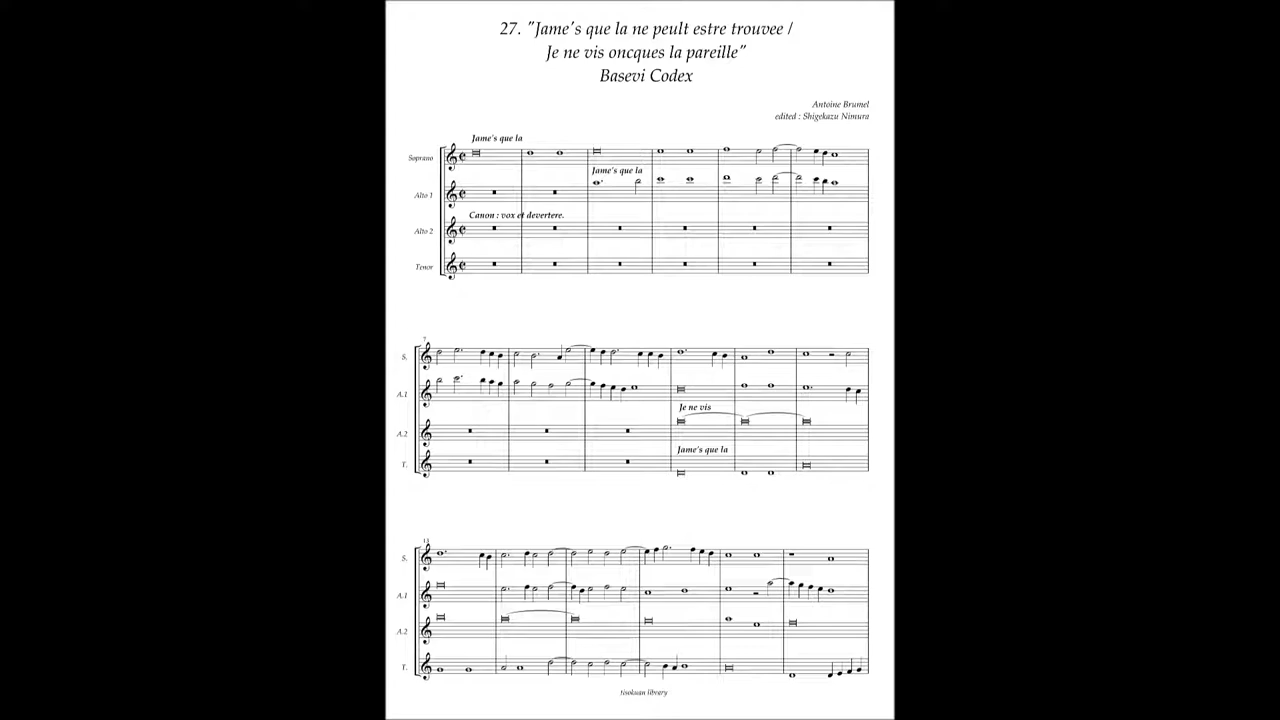 27. "Jame's que la ne peult estre trouvee /
Je ne vis oncques la pareille"
Basevi Codex
Antoine Brumel
edited : Shigekazu Nimura
Jame's que la
Soprano
Jame's que la
Alto 1
Canon : vox et devertere.
Alto 2
Tenor
7
S.
A.1
Je ne vis
A.2
Jame's que la
T.
13
S.
A.1
A.2
T.
library